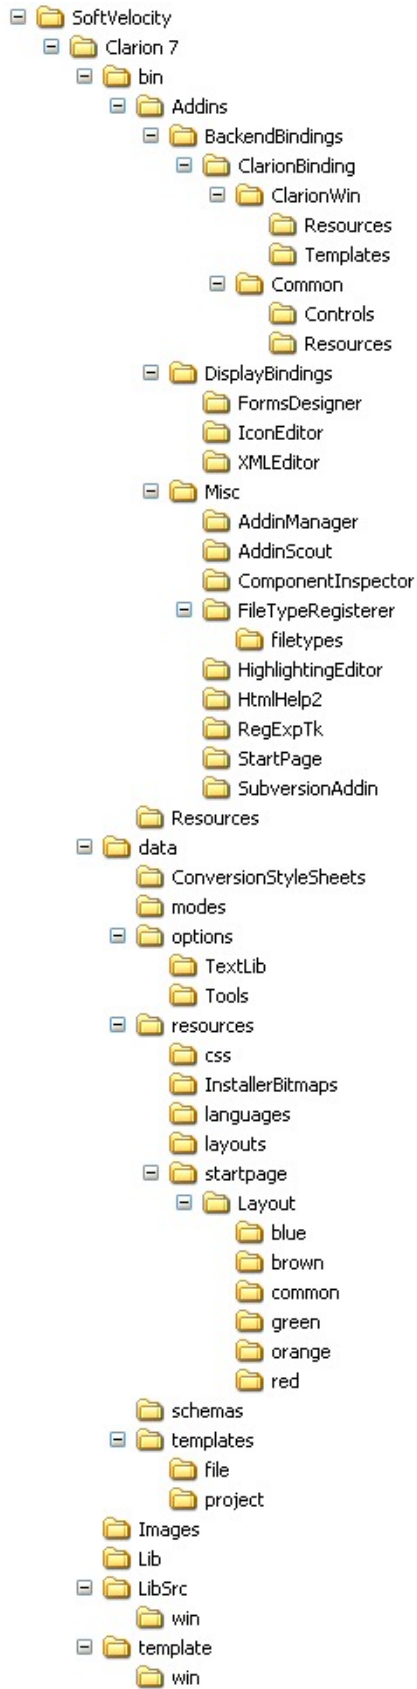 SoftVelocity
Clarion 7
bin
Addins
BackendBindings
ClarionBinding
ClarionWin
Resources
Templates
Common
Controls
Resources
DisplayBindings
FormsDesigner
IconEditor
XMLEditor
Misc
AddinManager
AddinScout
ComponentInspector
FileTypeRegisterer
filetypes
HighlightingEditor
HtmlHelp2
RegExpTk
StartPage
SubversionAddin
Resources
data
ConversionStyleSheets
modes
options
TextLib
Tools
resources
css
InstallerBitmaps
languages
layouts
startpage
Layout
blue
brown
common
green
orange
red
schemas
templates
file
project
Images
Lib
LibSrc
win
template
win